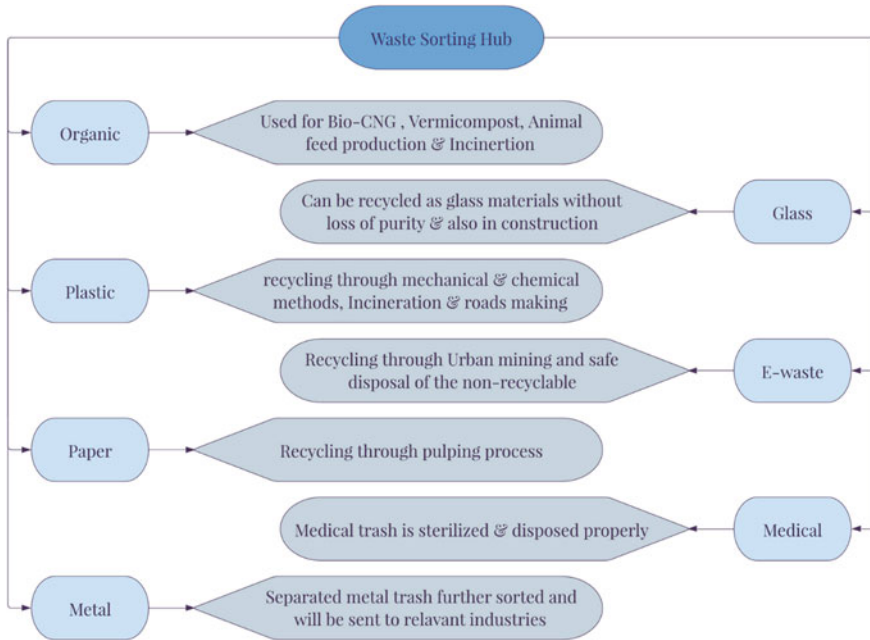 Waste Sorting Hub
Organic
Used for Bio-CNG , Vermicompost, Animal
feed production & Incinertion
Can be recycled as glass materials without
loss of purity & also in construction
Glass
Plastic
recycling through mechanical & chemical
methods, Incineration & roads making
Recycling through Urban mining and safe
disposal of the non-recyclable
E-waste
Paper
Recycling through pulping process
Medical trash is sterilized & disposed properly
Medical
Metal
Separated metal trash further sorted and
will be sent to relavant industries